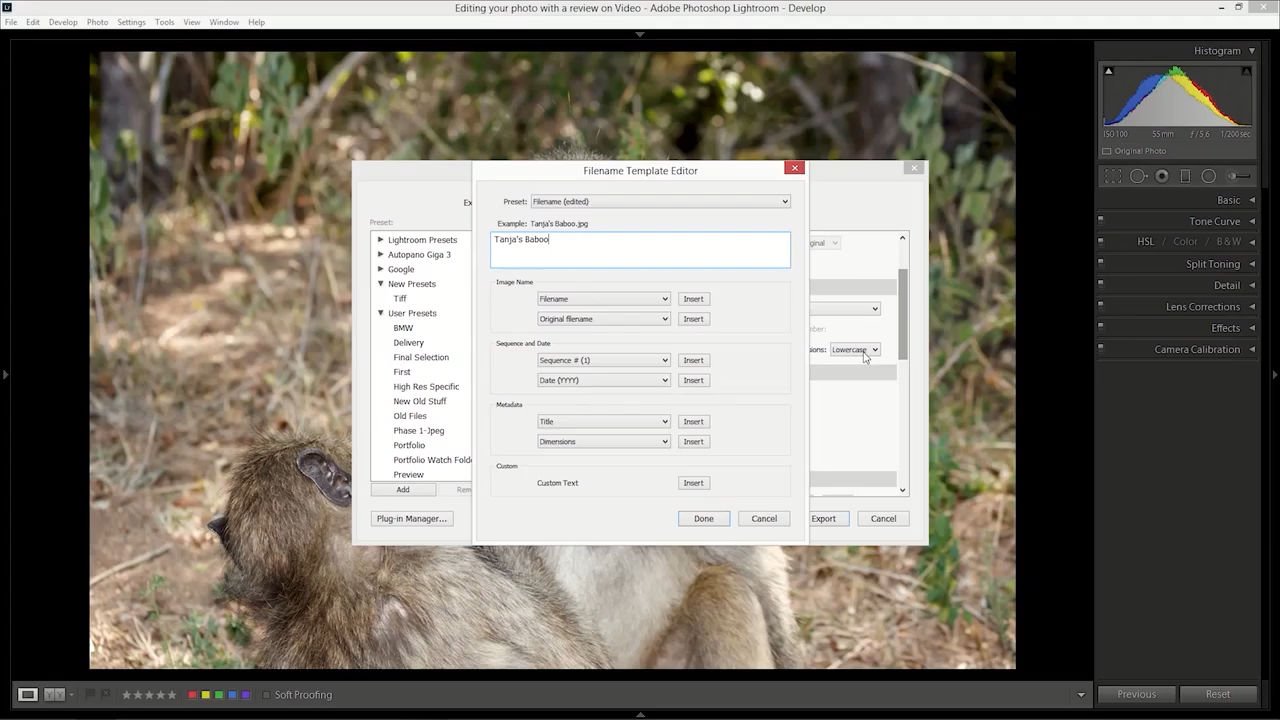 Editing your photo with a review on Video - Adobe Photoshop Lightroom - Develop
File Edit Develop Photo Settings Tools View Window Help
Histogram
ISO 100 55 mm ƒ / 5,6 1/200 sec
Original Photo
Basic
Tone Curve
HSL / Color / B & W
Split Toning
Detail
Lens Corrections
Effects
Camera Calibration
Preset:
Lightroom Presets
Autopano Giga 3
Google
New Presets
Tiff
User Presets
BMW
Delivery
Final Selection
First
High Res Specific
New Old Stuff
Old Files
Phase 1-Jpeg
Portfolio
Portfolio Watch Folde
Preview
Add Rem
Plug-in Manager...
Filename Template Editor
Preset: Filename (edited)
Example: Tanja's Baboo.jpg
Tanja's Baboo
Image Name
Filename Insert
Original filename Insert
Sequence and Date
Sequence # (1) Insert
Date (YYYY) Insert
Metadata
Title Insert
Dimensions Insert
Custom
Custom Text Insert
Done Cancel
ginal
mber:
ions: Lowercase
Export Cancel
Soft Proofing
Previous Reset